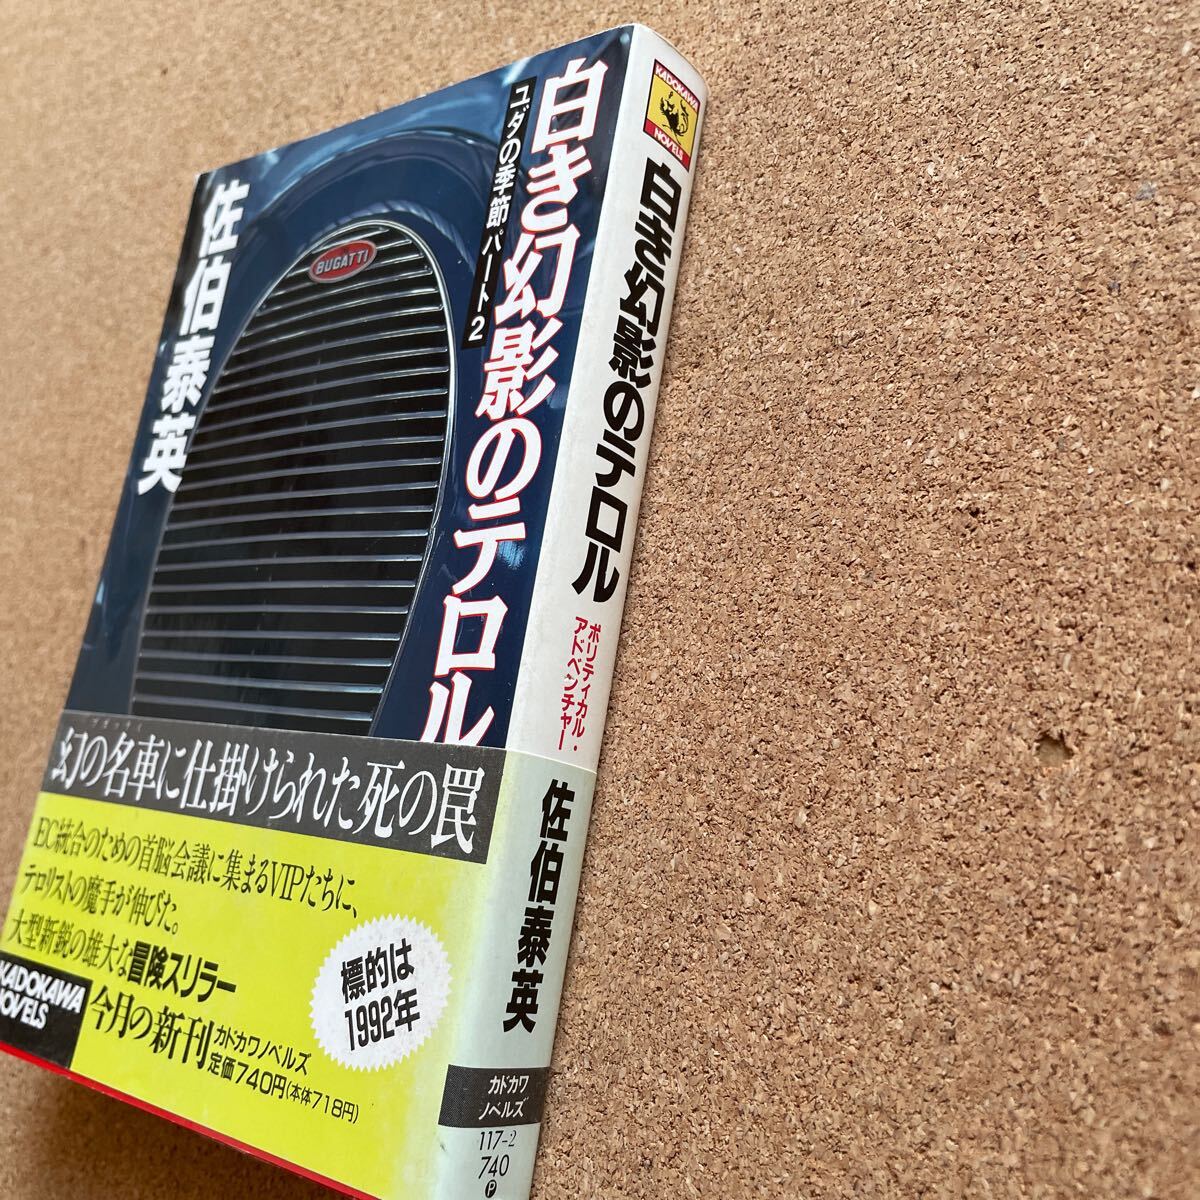 白き幻影のテロル
ユダの季節 パート2
佐伯泰英
BUGATTI
幻の名車に仕掛けられた死の罠
EC統合のための首脳会議に集まるVIPたちに、
テロリストの魔手が伸びた。
大型新鋭の雄大な冒険スリラー
KADOKAWA
NOVELS
今月の新刊
カドカワノベルズ
定価740円(本体718円)
標的は
1992年
KADOKAWA
NOVELS
白き幻影のテロル
ポリティカル・
アドベンチャー
佐伯泰英
カドカワ
ノベルズ
117-2
740
P